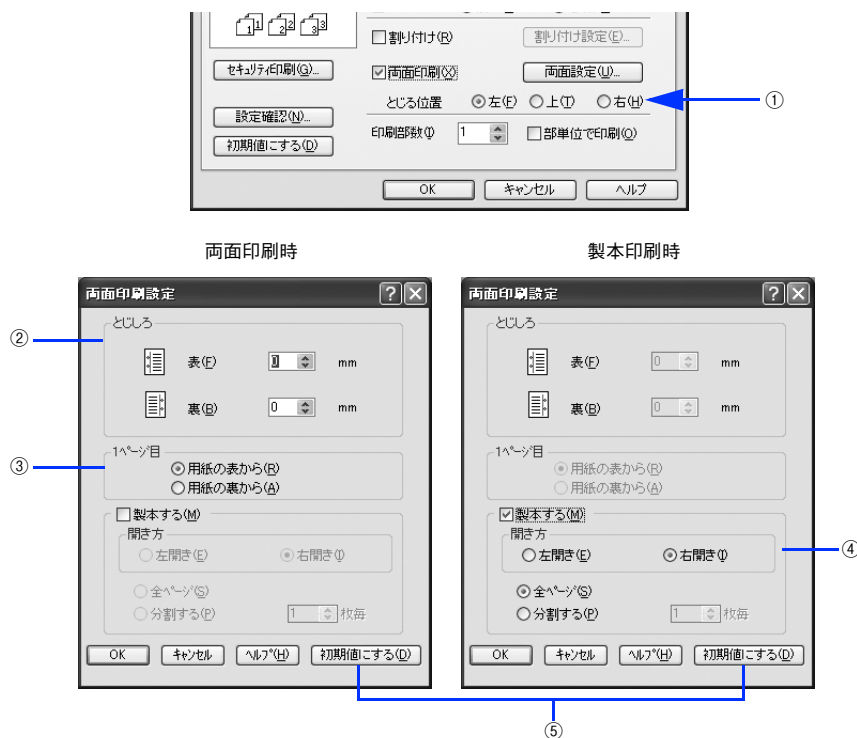 1 1 2 2 3 3
割り付け(R) 割り付け設定(E)...
セキュリティ印刷(G)... 両面印刷(X) 両面設定(U)...
とじる位置 左(F) 上(T) 右(H) ①
設定確認(N)...
印刷部数(I) 1 部単位で印刷(O)
初期値にする(D)
OK キャンセル ヘルプ
両面印刷時
両面印刷設定
② とじしろ
表(F) 0 mm
裏(B) 0 mm
③ 1ページ目
用紙の表から(R)
用紙の裏から(A)
製本する(M)
開き方
左開き(E) 右開き(I)
全ページ(S)
分割する(P) 1 枚毎
OK キャンセル ヘルプ(H) 初期値にする(D)
製本印刷時
両面印刷設定
とじしろ
表(F) 0 mm
裏(B) 0 mm
1ページ目
用紙の表から(R)
用紙の裏から(A)
製本する(M)
開き方
左開き(E) 右開き(I) ④
全ページ(S)
分割する(P) 1 枚毎
OK キャンセル ヘルプ(H) 初期値にする(D)
⑤